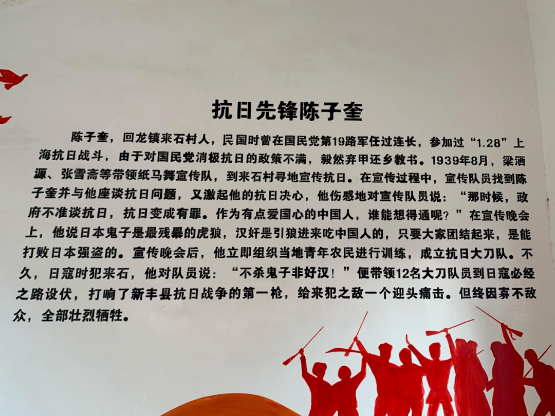 抗日先锋陈子奎
陈子奎，回龙镇来石村人，民国时曾在国民党第19路军任过连长，参加过“1.28”上
海抗日战斗，由于对国民党消极抗日的政策不满，毅然弃甲还乡教书。1939年8月，梁泗
源、张雪斋等带领纸马舞宣传队，到来石村寻地宣传抗日。在宣传过程中，宣传队员找到陈
子奎并与他座谈抗日问题，又激起他的抗日决心，他伤感地对宣传队员说：“那时候，政
府不准谈抗日，抗日变成有罪。作为有点爱国心的中国人，谁能想得通呢？”在宣传晚会
上，他说日本鬼子是最残暴的虎狼，汉奸是引狼进来吃中国人的，只要大家团结起来，是能
打败日本强盗的。宣传晚会后，他立即组织当地青年农民进行训练，成立抗日大刀队。不
久，日寇时犯来石，他对队员说：“不杀鬼子非好汉！”便带领12名大刀队员到日寇必经
之路设伏，打响了新丰县抗日战争的第一枪，给来犯之敌一个迎头痛击。但终因寡不敌
众，全部壮烈牺牲。